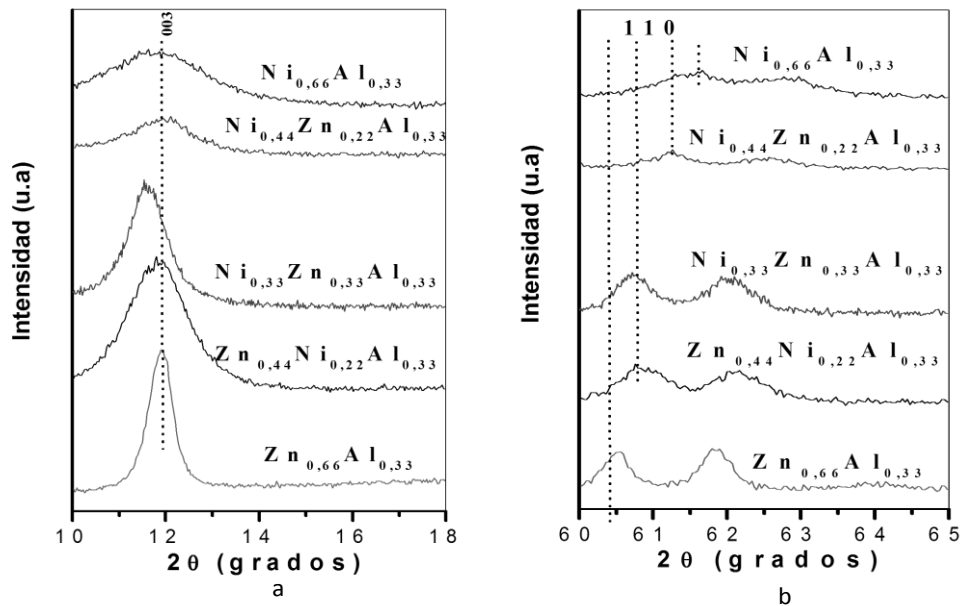 003
Ni0,66Al0,33
Ni0,44Zn0,22Al0,33
Ni0,33Zn0,33Al0,33
Zn0,44Ni0,22Al0,33
Zn0,66Al0,33
Intensidad (u.a)
10 12 14 16 18
2θ (grados)
a
110
Ni0,66Al0,33
Ni0,44Zn0,22Al0,33
Ni0,33Zn0,33Al0,33
Zn0,44Ni0,22Al0,33
Zn0,66Al0,33
Intensidad (u.a)
60 61 62 63 64 65
2θ (grados)
b